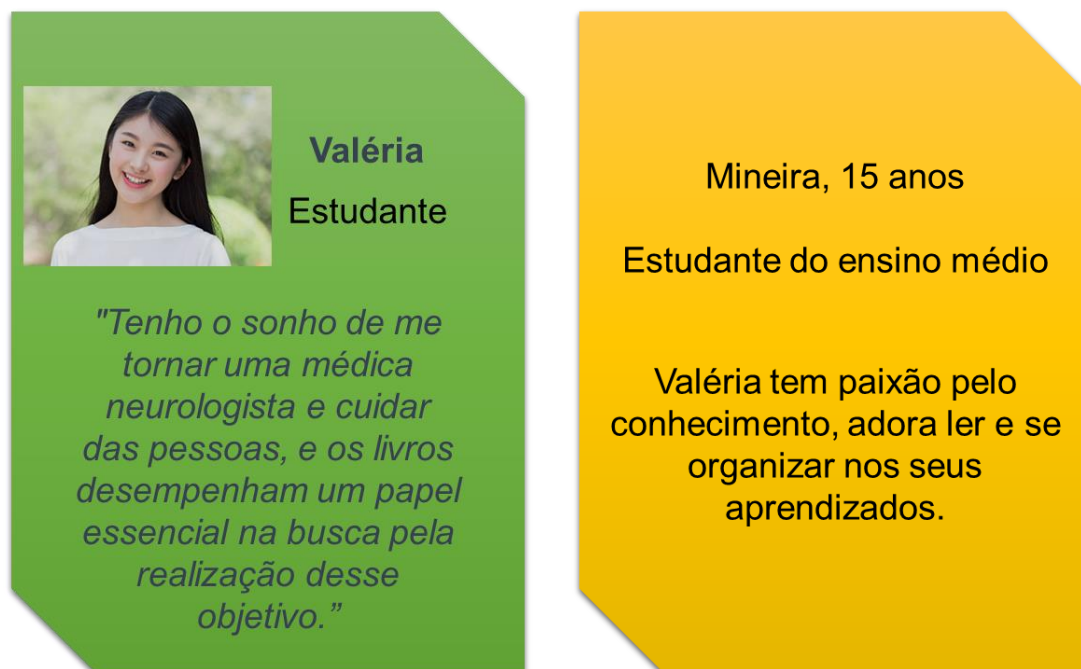 Valéria
Estudante
"Tenho o sonho de me
tornar uma médica
neurologista e cuidar
das pessoas, e os livros
desempenham um papel
essencial na busca pela
realização desse
objetivo.”
Mineira, 15 anos
Estudante do ensino médio
Valéria tem paixão pelo
conhecimento, adora ler e se
organizar nos seus
aprendizados.